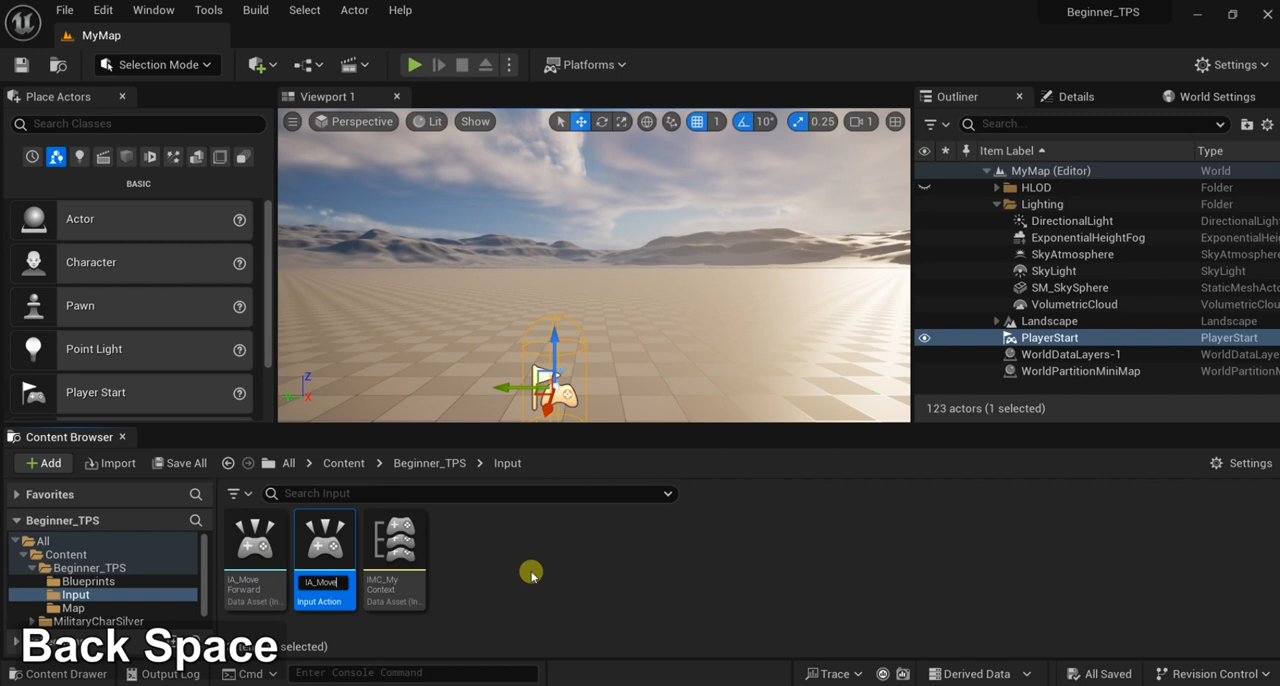 File Edit Window Tools Build Select Actor Help
Beginner_TPS
MyMap
Selection Mode
Platforms
Settings
Place Actors
Search Classes
BASIC
Actor
Character
Pawn
Point Light
Player Start
Viewport 1
Perspective Lit Show 1 10° 0.25 1
Z
X
Outliner Details World Settings
Search...
Item Label Type
MyMap (Editor) World
HLOD Folder
Lighting Folder
DirectionalLight DirectionalLigh
ExponentialHeightFog ExponentialHei
SkyAtmosphere SkyAtmosphere
SkyLight SkyLight
SM_SkySphere StaticMeshAct
VolumetricCloud VolumetricClou
Landscape Landscape
PlayerStart PlayerStart
WorldDataLayers-1 WorldDataLaye
WorldPartitionMiniMap WorldPartitionM
123 actors (1 selected)
Content Browser
Add Import Save All All Content Beginner_TPS Input Settings
Favorites
Search Input
Beginner_TPS
All
Content
Beginner_TPS
Blueprints
Input
Map
MilitaryCharSilver
IA_Move
Forward
Data Asset (In...
IA_Move
Input Action
IMC_My
Context
Data Asset (In...
selected)
Back Space
Content Drawer Output Log Cmd Enter Console Command Trace Derived Data All Saved Revision Control